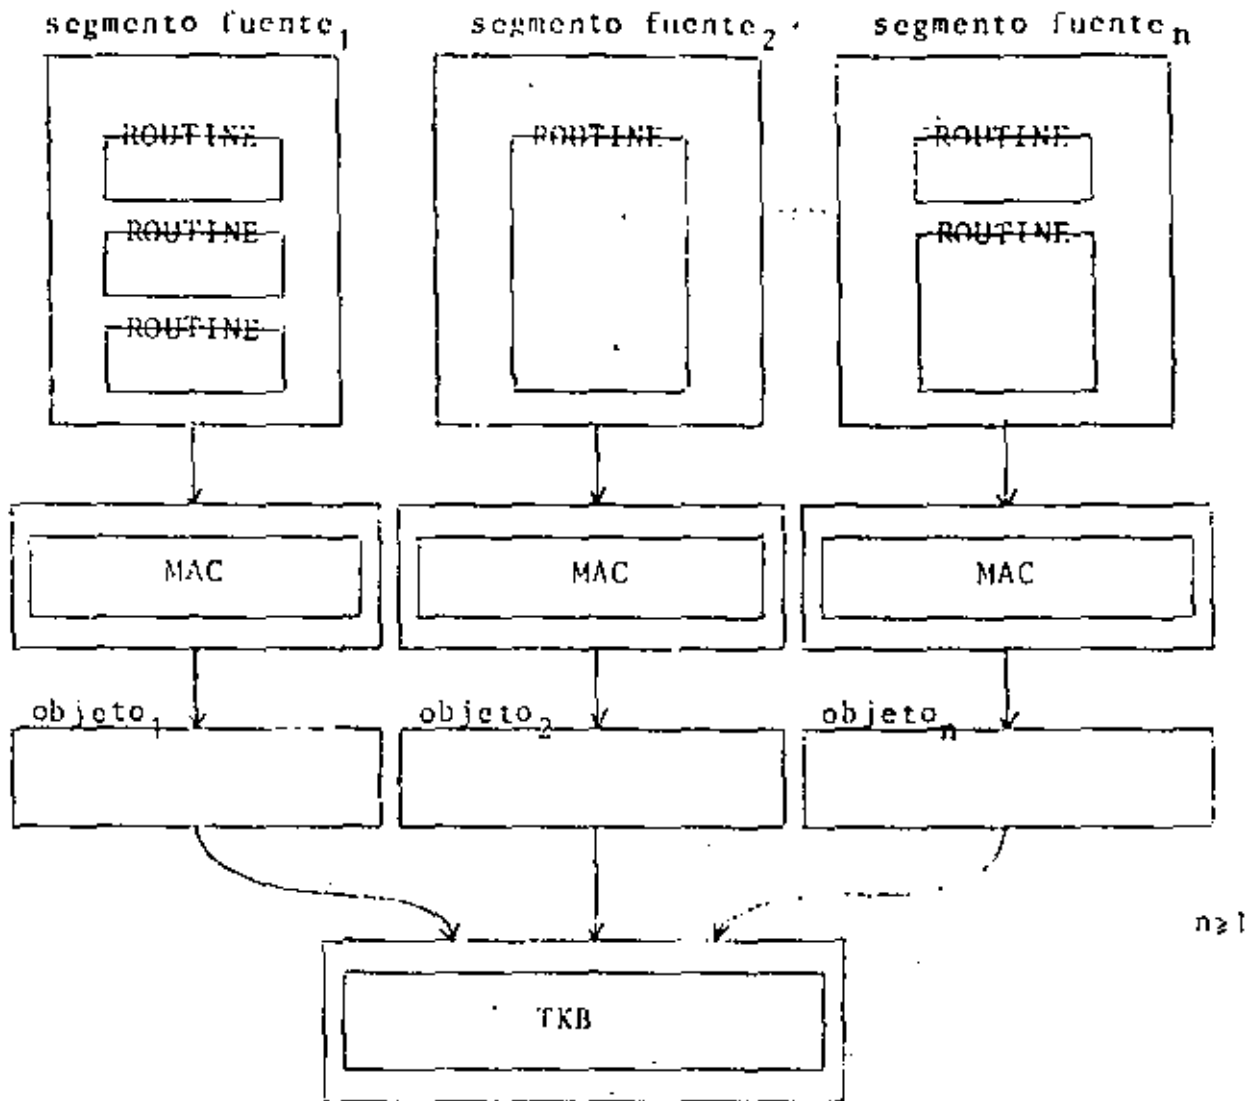 segmento fuente1 segmento fuente2 segmento fuenten
ROUTINE ROUTINE ROUTINE
ROUTINE ROUTINE
ROUTINE
MAC MAC MAC
objeto1 objeto2 objeton
n≥1
TKB